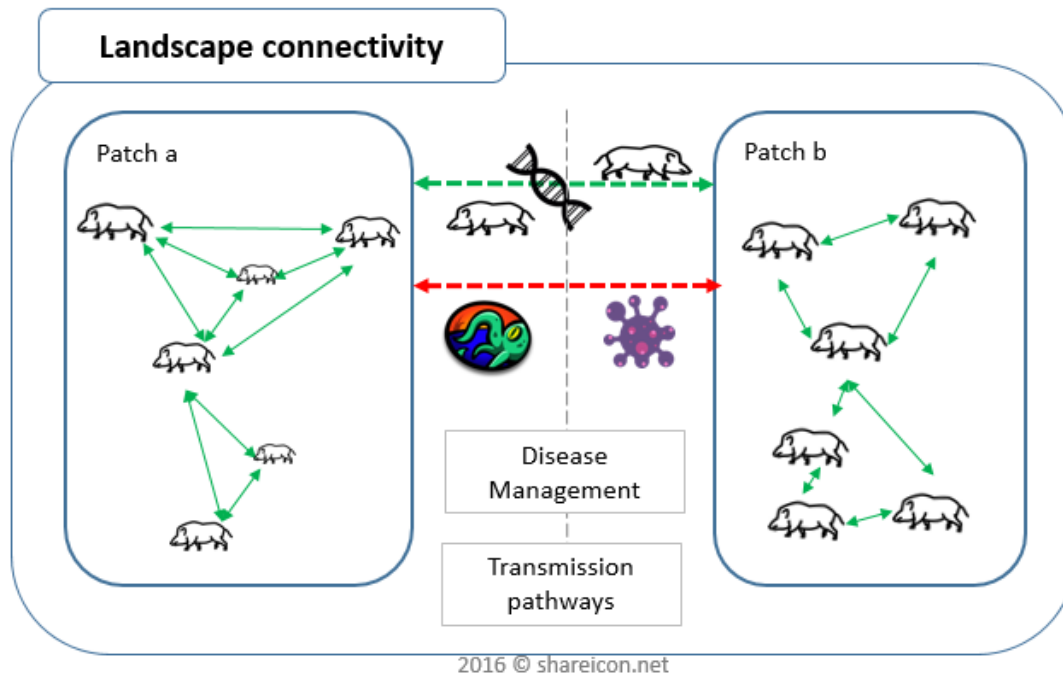 Landscape connectivity
Patch a
Patch b
Disease
Management
Transmission
pathways
2016 © shareicon.net